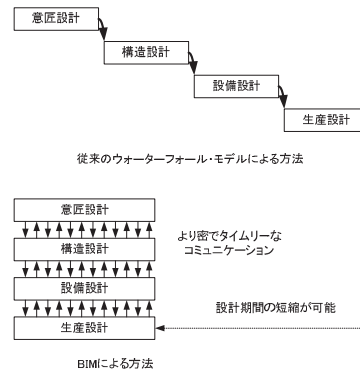 意匠設計
構造設計
設備設計
生産設計
従来のウォーターフォール・モデルによる方法
意匠設計
構造設計
設備設計
生産設計
より密でタイムリーな
コミュニケーション
設計期間の短縮が可能
BIMによる方法